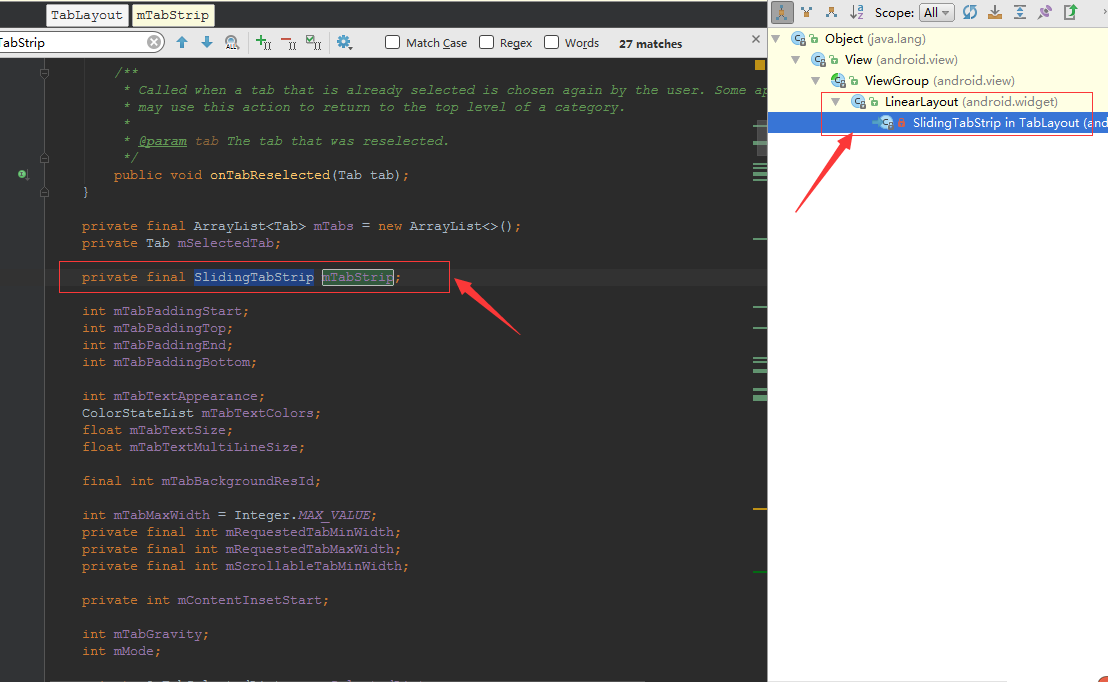 TabLayout mTabStrip
TabStrip Match Case Regex Words 27 matches
/**
* Called when a tab that is already selected is chosen again by the user. Some
* may use this action to return to the top level of a category.
*
* @param tab The tab that was reselected.
*/
public void onTabReselected(Tab tab);
}
private final ArrayList<Tab> mTabs = new ArrayList<>();
private Tab mSelectedTab;
private final SlidingTabStrip mTabStrip;
int mTabPaddingStart;
int mTabPaddingTop;
int mTabPaddingEnd;
int mTabPaddingBottom;
int mTabTextAppearance;
ColorStateList mTabTextColors;
float mTabTextSize;
float mTabTextMultiLineSize;
final int mTabBackgroundResId;
int mTabMaxWidth = Integer.MAX_VALUE;
private final int mRequestedTabMinWidth;
private final int mRequestedTabMaxWidth;
private final int mScrollableTabMinWidth;
private int mContentInsetStart;
int mTabGravity;
int mMode;
Scope: All
Object (java.lang)
View (android.view)
ViewGroup (android.view)
LinearLayout (android.widget)
SlidingTabStrip in TabLayout (and